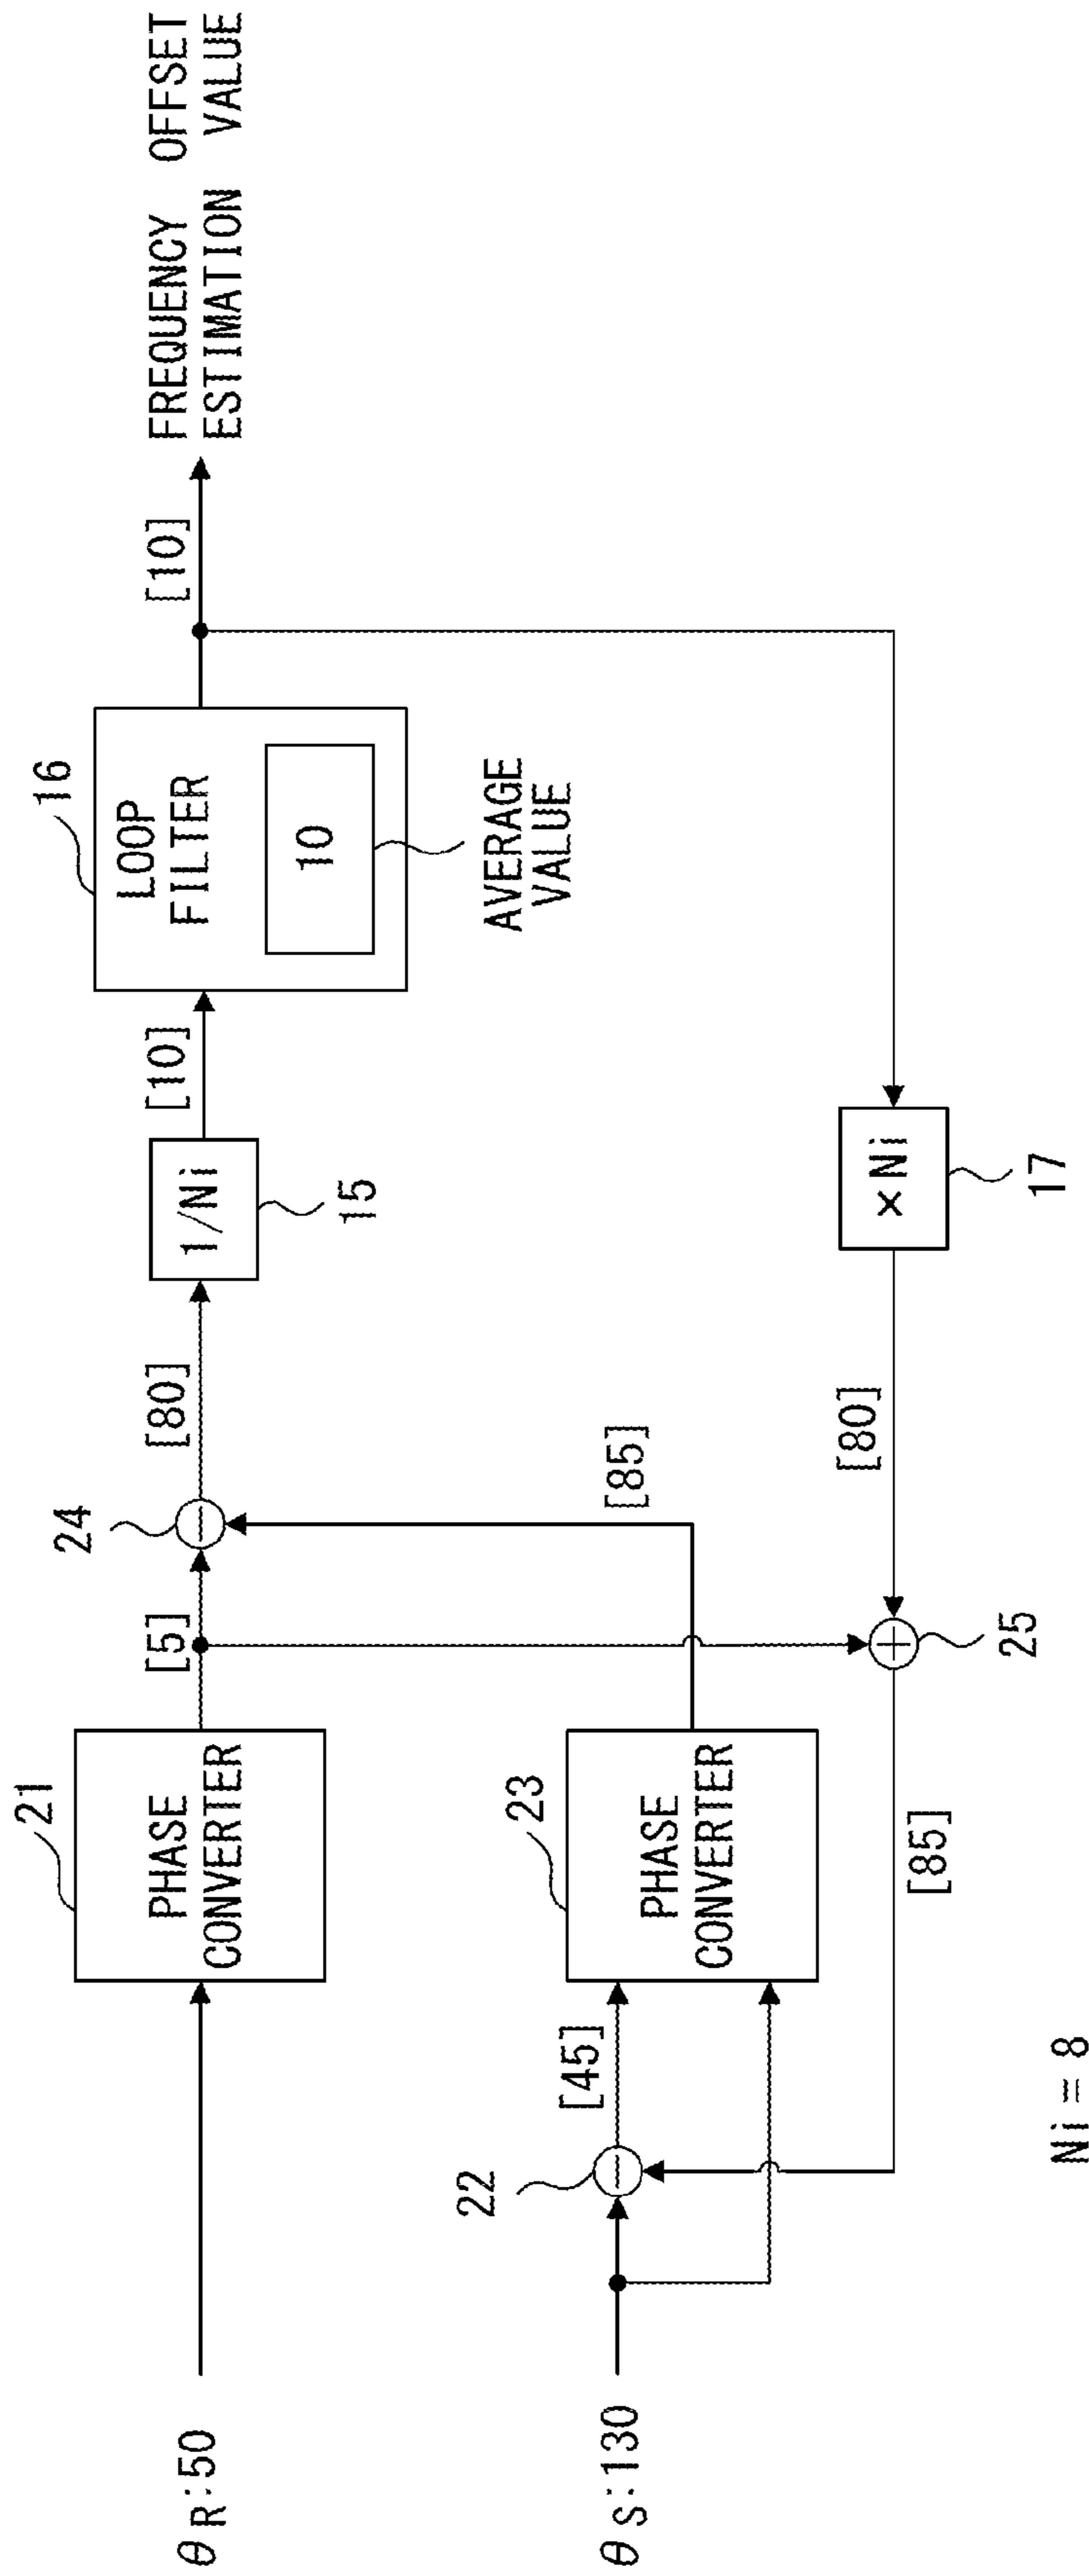 θR:50
21
PHASE
CONVERTER
[5]
24
[80]
1/Ni
15
[10]
16
LOOP
FILTER
10
AVERAGE
VALUE
[10]
FREQUENCY OFFSET
ESTIMATION VALUE
θS:130
22
[45]
23
PHASE
CONVERTER
[85]
[85]
25
[80]
×Ni
17
Ni = 8